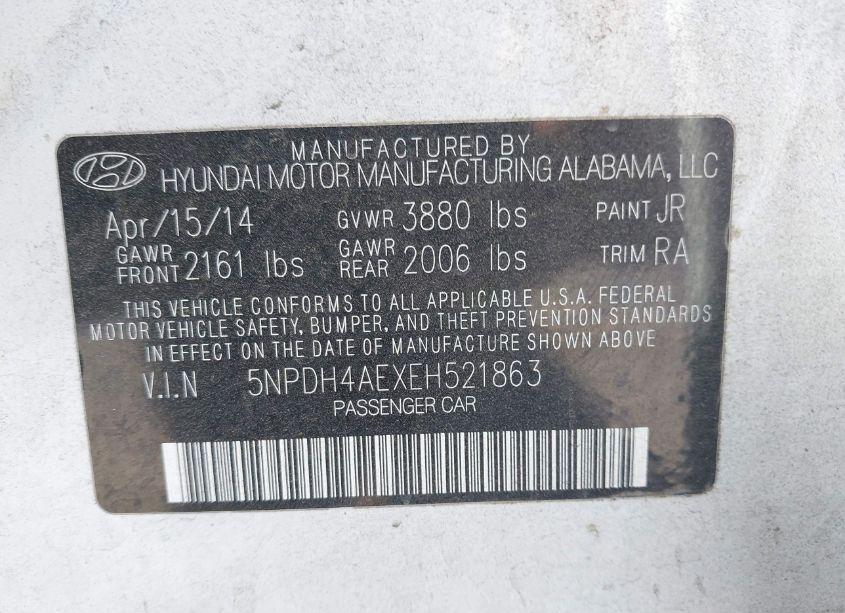 MANUFACTURED BY
HYUNDAI MOTOR MANUFACTURING ALABAMA, LLC
Apr/15/14 GVWR 3880 lbs PAINT JR
GAWR FRONT 2161 lbs GAWR REAR 2006 lbs TRIM RA
THIS VEHICLE CONFORMS TO ALL APPLICABLE U.S.A. FEDERAL
MOTOR VEHICLE SAFETY, BUMPER, AND THEFT PREVENTION STANDARDS
IN EFFECT ON THE DATE OF MANUFACTURE SHOWN ABOVE
V.I.N 5NPDH4AEXEH521863
PASSENGER CAR